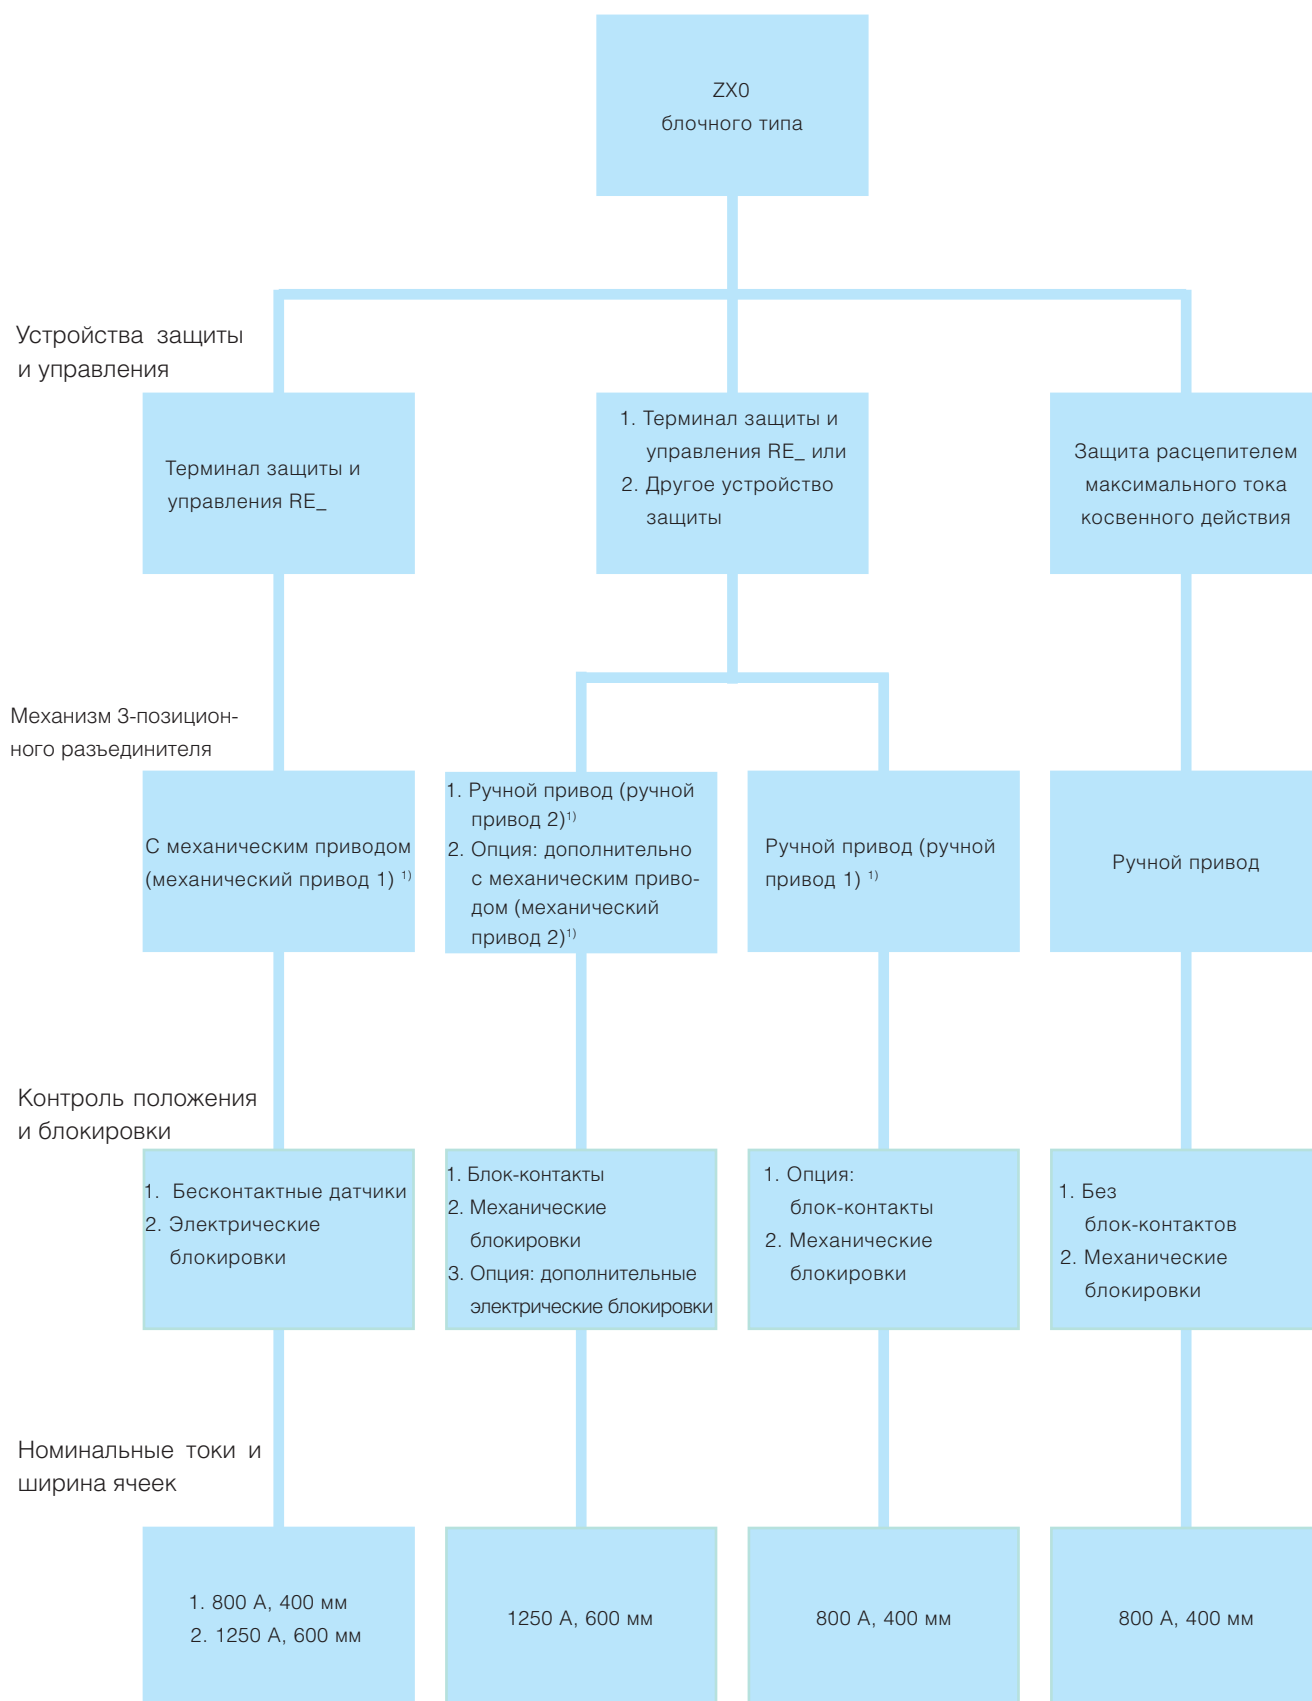 ZX0
блочного типа
Устройства защиты
и управления
Терминал защиты и
управления RE_
1. Терминал защиты и
управления RE_ или
2. Другое устройство
защиты
Защита расцепителем
максимального тока
косвенного действия
Механизм 3-позицион-
ного разъединителя
С механическим приводом
(механический привод 1) 1)
1. Ручной привод (ручной
привод 2)1)
2. Опция: дополнительно
с механическим приво-
дом (механический
привод 2)1)
Ручной привод (ручной
привод 1) 1)
Ручной привод
Контроль положения
и блокировки
1. Бесконтактные датчики
2. Электрические
блокировки
1. Блок-контакты
2. Механические
блокировки
3. Опция: дополнительные
электрические блокировки
1. Опция:
блок-контакты
2. Механические
блокировки
1. Без
блок-контактов
2. Механические
блокировки
Номинальные токи и
ширина ячеек
1. 800 А, 400 мм
2. 1250 А, 600 мм
1250 А, 600 мм
800 А, 400 мм
800 А, 400 мм